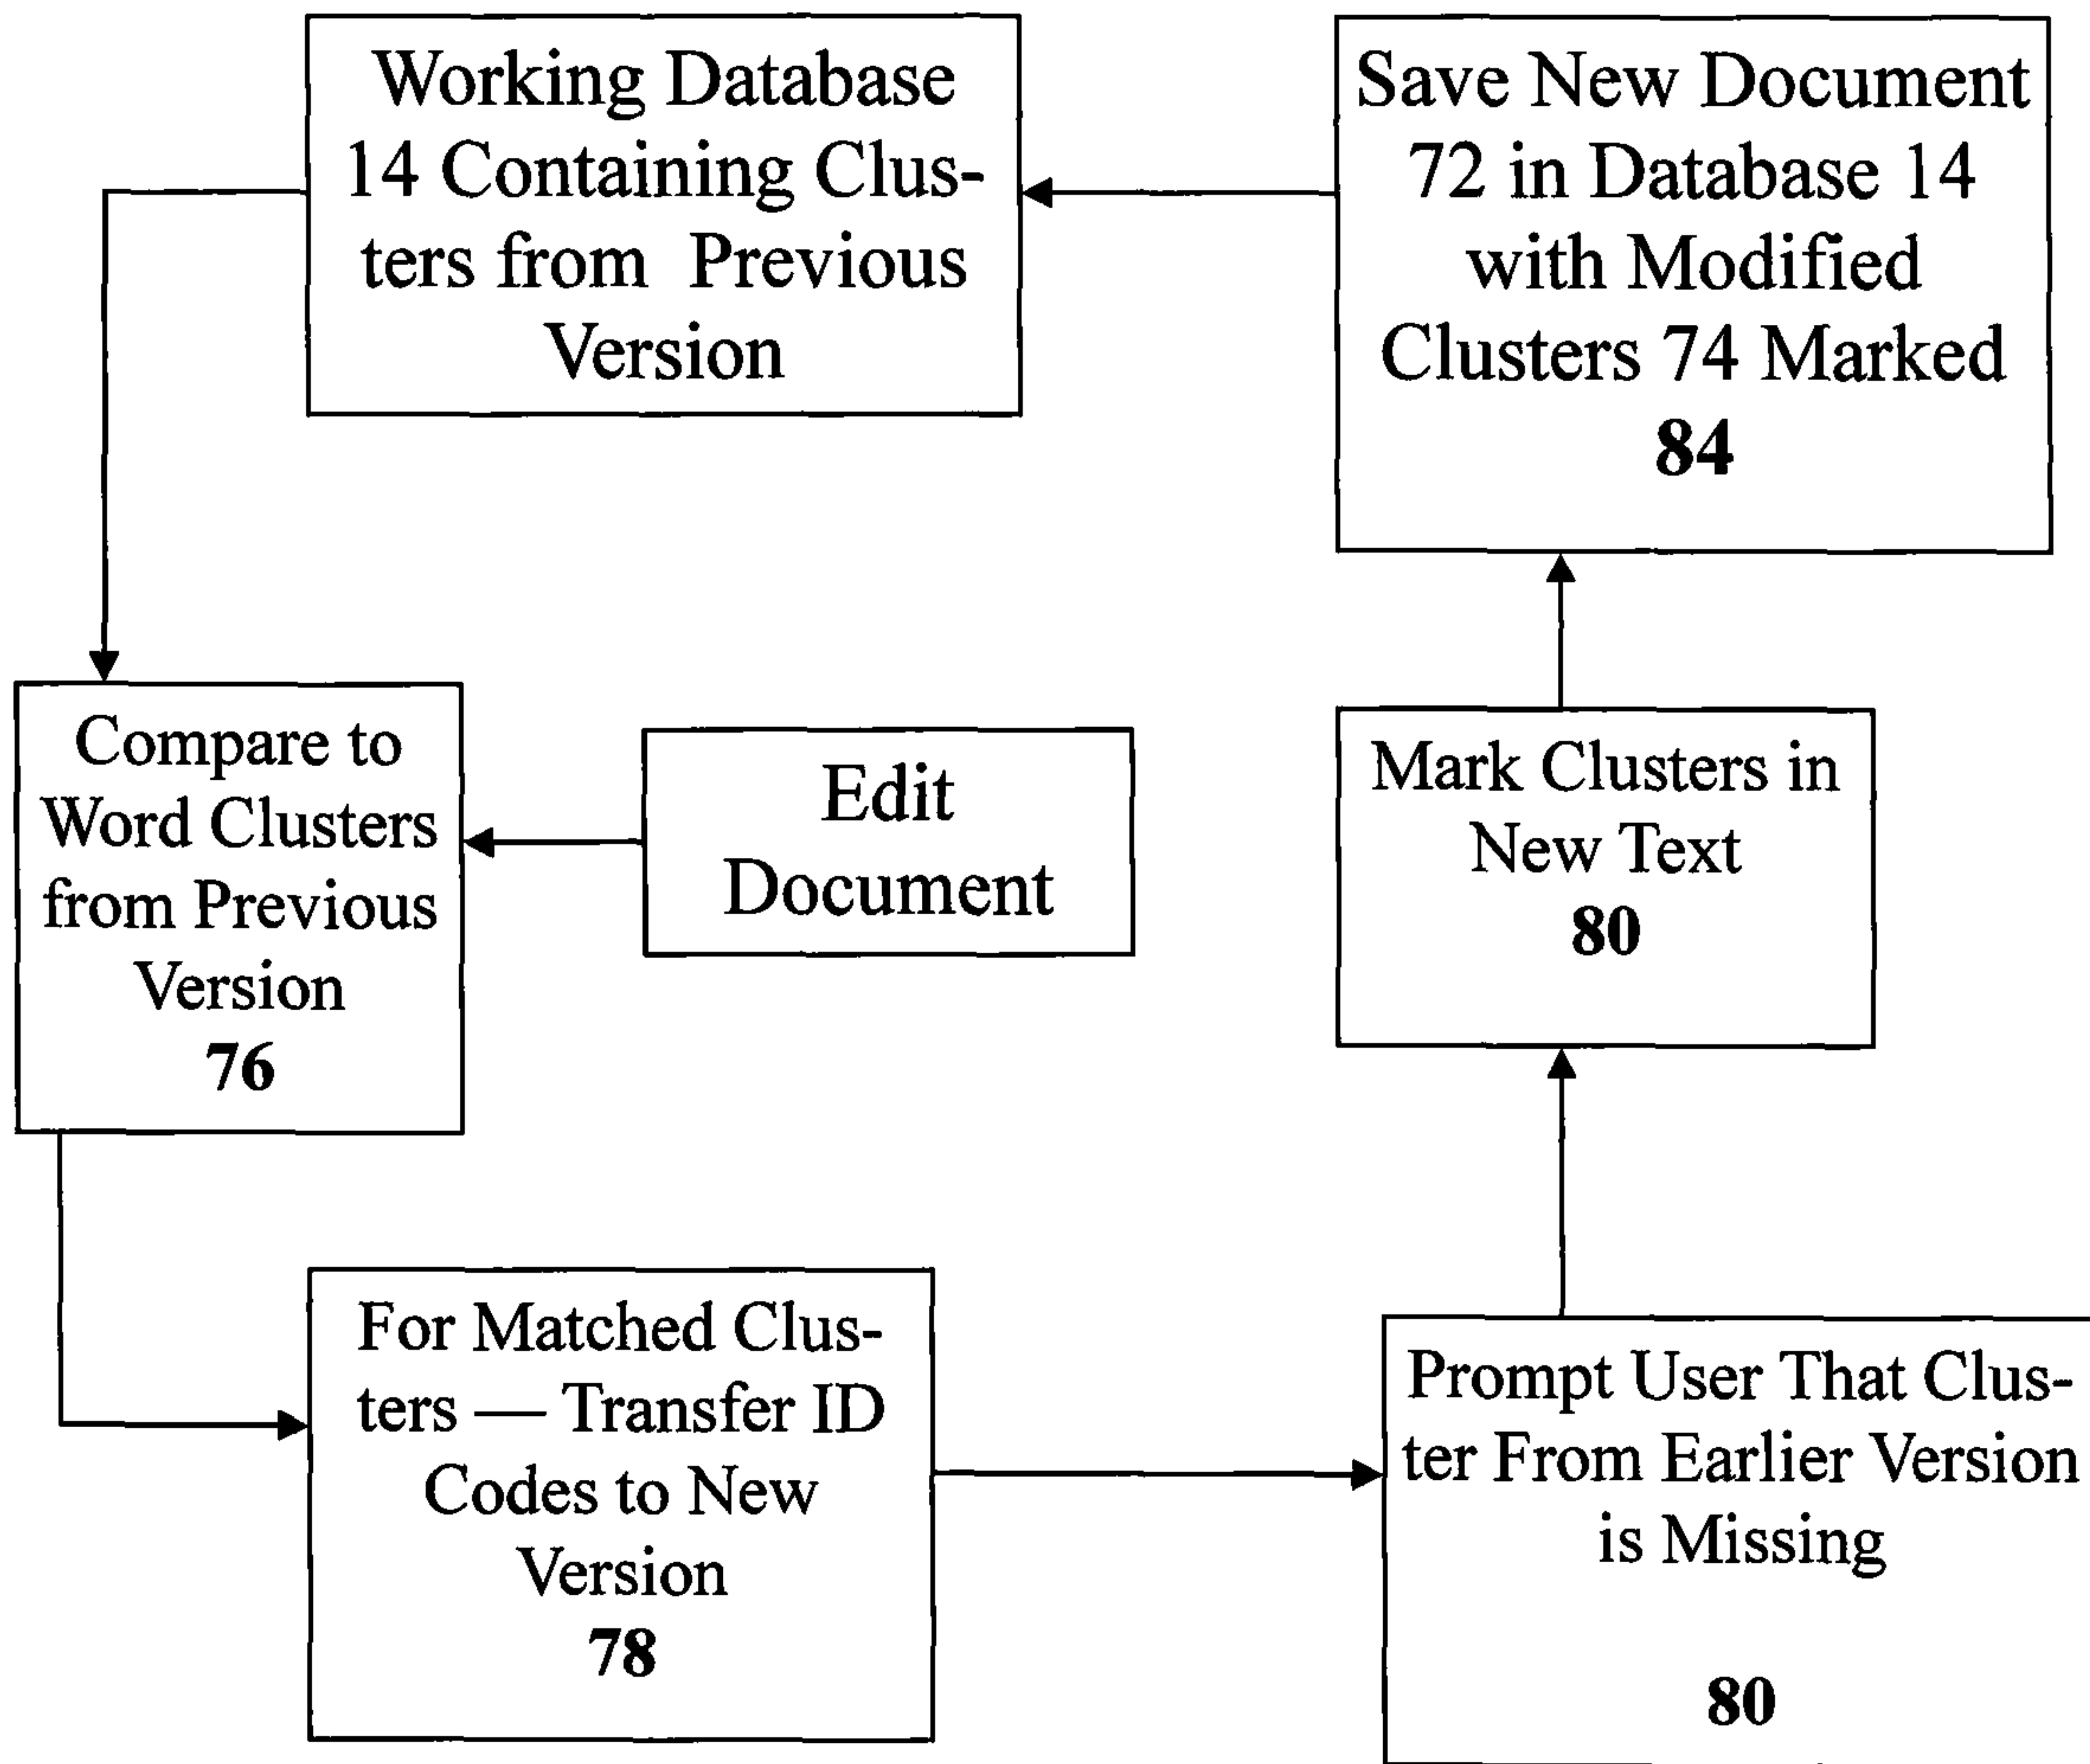 Working Database
14 Containing Clus-
ters from Previous
Version
Save New Document
72 in Database 14
with Modified
Clusters 74 Marked
84
Compare to
Word Clusters
from Previous
Version
76
Edit
Document
Mark Clusters in
New Text
80
For Matched Clus-
ters — Transfer ID
Codes to New
Version
78
Prompt User That Clus-
ter From Earlier Version
is Missing
80